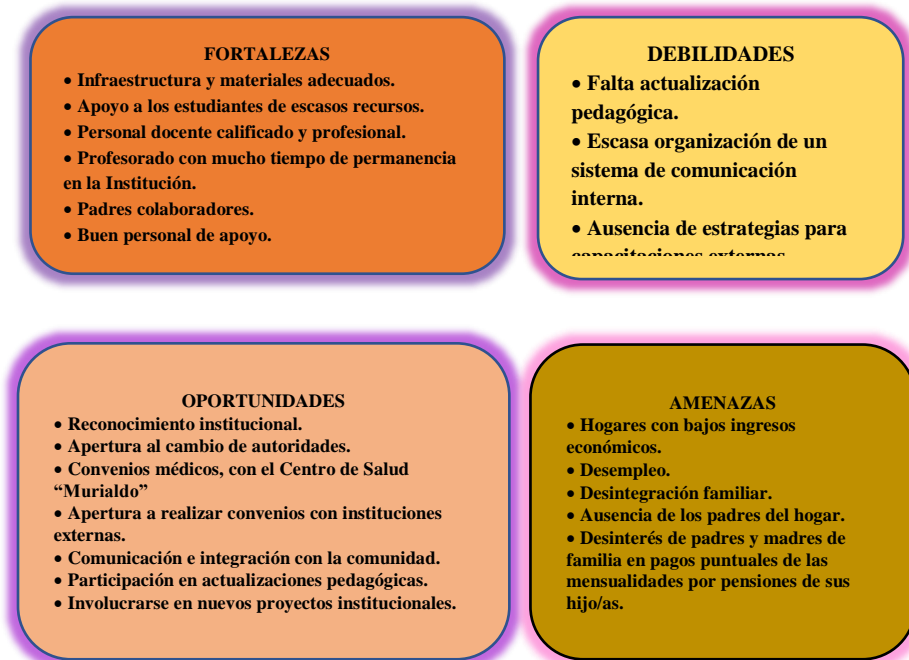 FORTALEZAS
• Infraestructura y materiales adecuados.
• Apoyo a los estudiantes de escasos recursos.
• Personal docente calificado y profesional.
• Profesorado con mucho tiempo de permanencia
en la Institución.
• Padres colaboradores.
• Buen personal de apoyo.
DEBILIDADES
• Falta actualización
pedagógica.
• Escasa organización de un
sistema de comunicación
interna.
• Ausencia de estrategias para
capacitaciones externas
OPORTUNIDADES
• Reconocimiento institucional.
• Apertura al cambio de autoridades.
• Convenios médicos, con el Centro de Salud
“Murialdo”
• Apertura a realizar convenios con instituciones
externas.
• Comunicación e integración con la comunidad.
• Participación en actualizaciones pedagógicas.
• Involucrarse en nuevos proyectos institucionales.
AMENAZAS
• Hogares con bajos ingresos
económicos.
• Desempleo.
• Desintegración familiar.
• Ausencia de los padres del hogar.
• Desinterés de padres y madres de
familia en pagos puntuales de las
mensualidades por pensiones de sus
hijo/as.